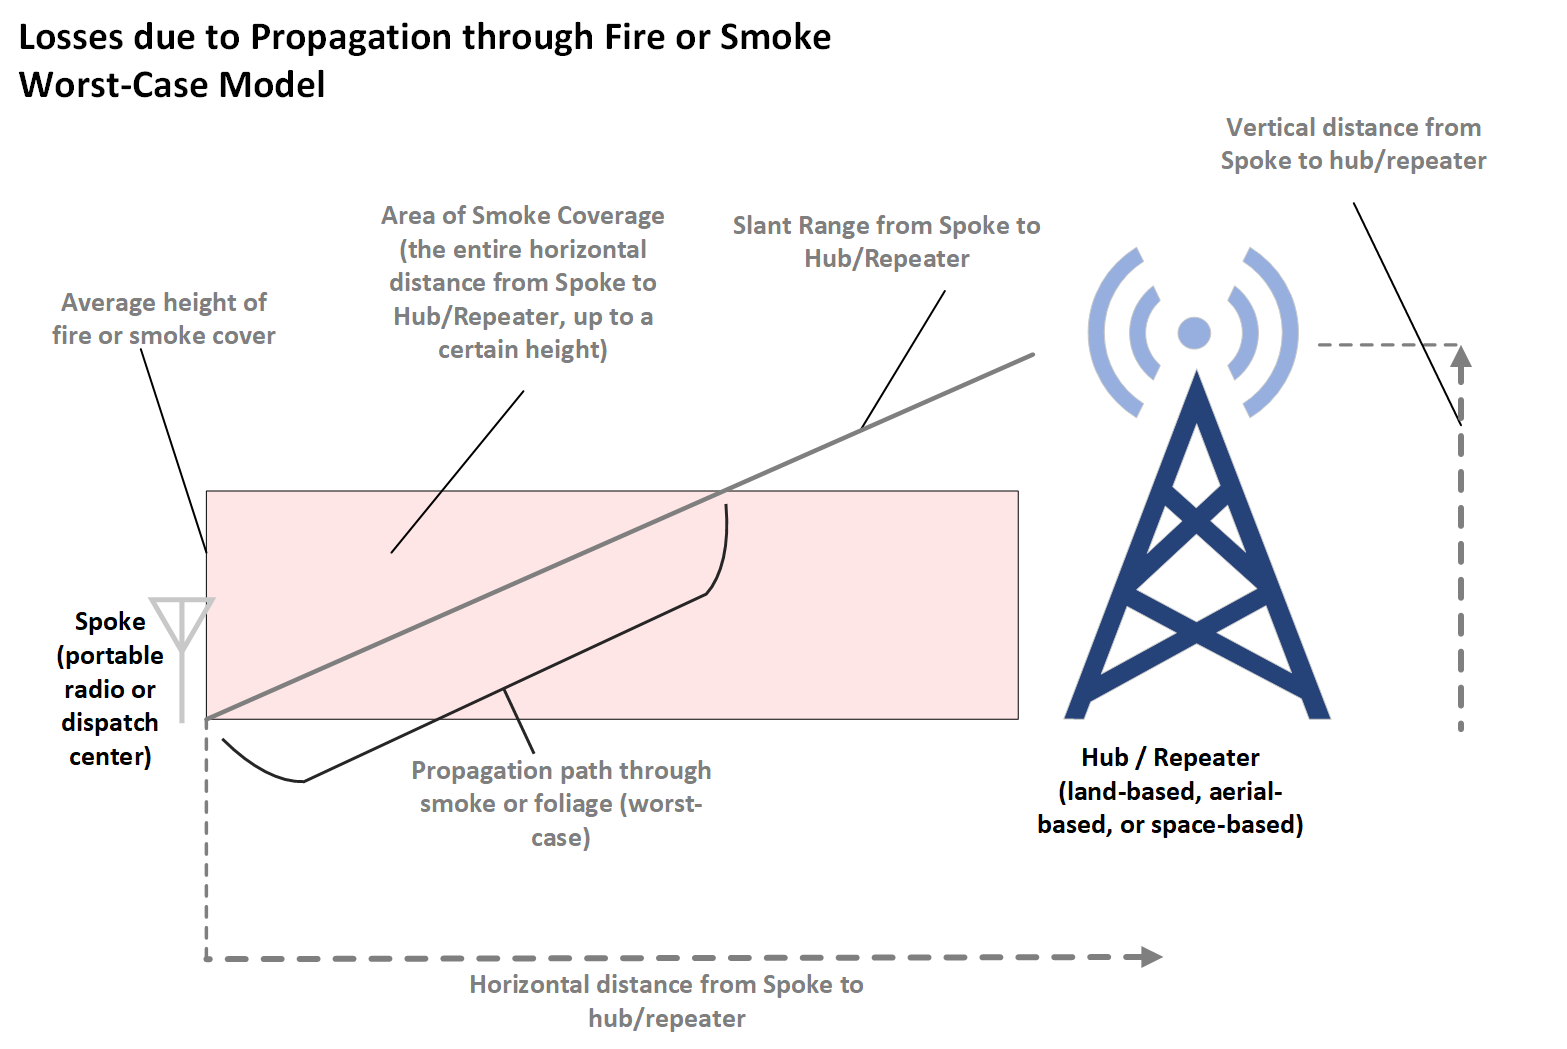 Losses due to Propagation through Fire or Smoke
Worst-Case Model
Vertical distance from
Spoke to hub/repeater
Area of Smoke Coverage
(the entire horizontal
distance from Spoke to
Hub/Repeater, up to a
certain height)
Slant Range from Spoke to
Hub/Repeater
Average height of
fire or smoke cover
Spoke
(portable
radio or
dispatch
center)
Propagation path through
smoke or foliage (worst-
case)
Hub / Repeater
(land-based, aerial-
based, or space-based)
Horizontal distance from Spoke to
hub/repeater